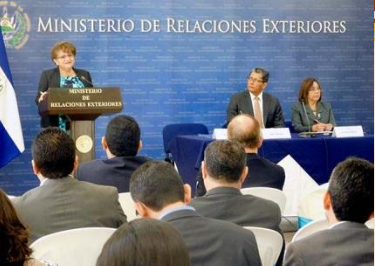 MINISTERIO DE RELACIONES EXTERIORES
MINISTERIO
DE
RELACIONES EXTERIORES